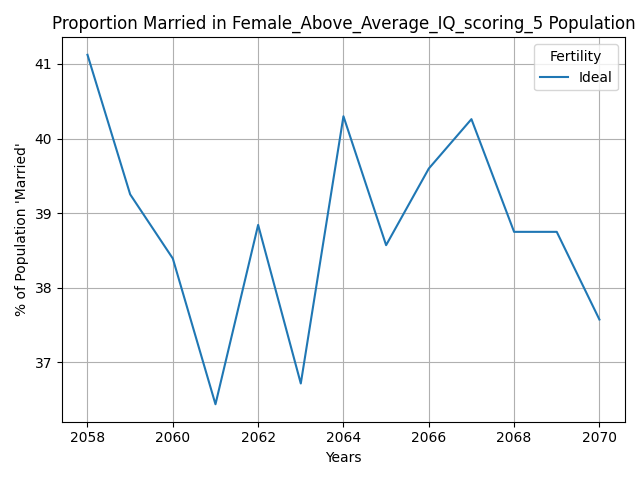 Proportion Married in Female_Above_Average_IQ_scoring_5 Population
Fertility
Ideal
% of Population 'Married'
41
40
39
38
37
2058 2060 2062 2064 2066 2068 2070
Years